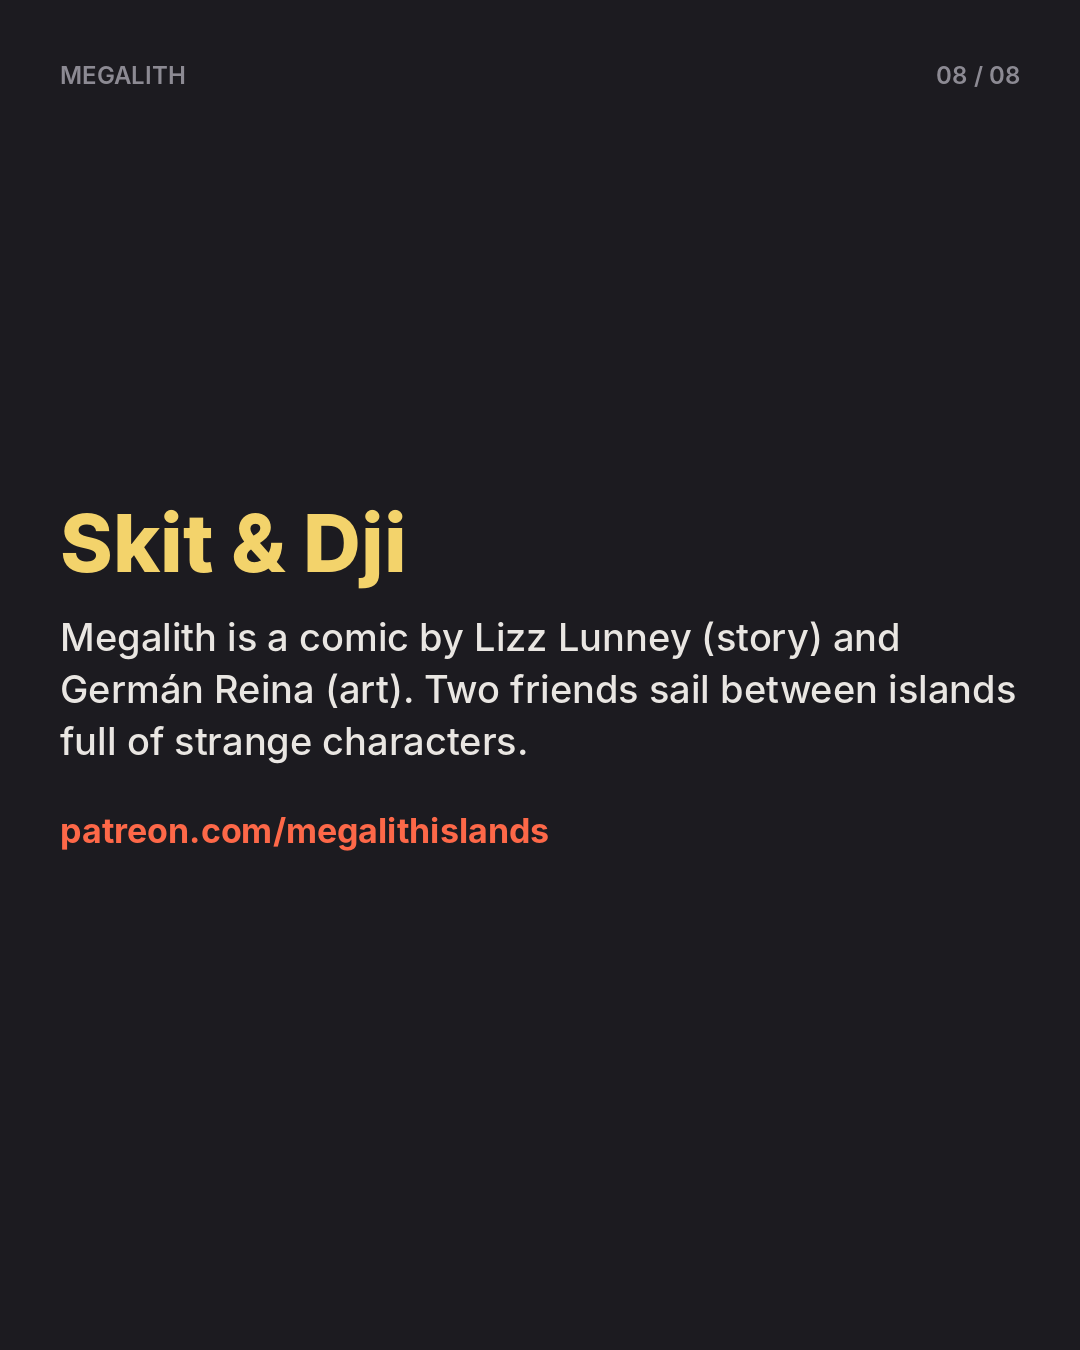 MEGALITH
08 / 08
Skit & Dji
Megalith is a comic by Lizz Lunney (story) and
Germán Reina (art). Two friends sail between islands
full of strange characters.
patreon.com/megalithislands